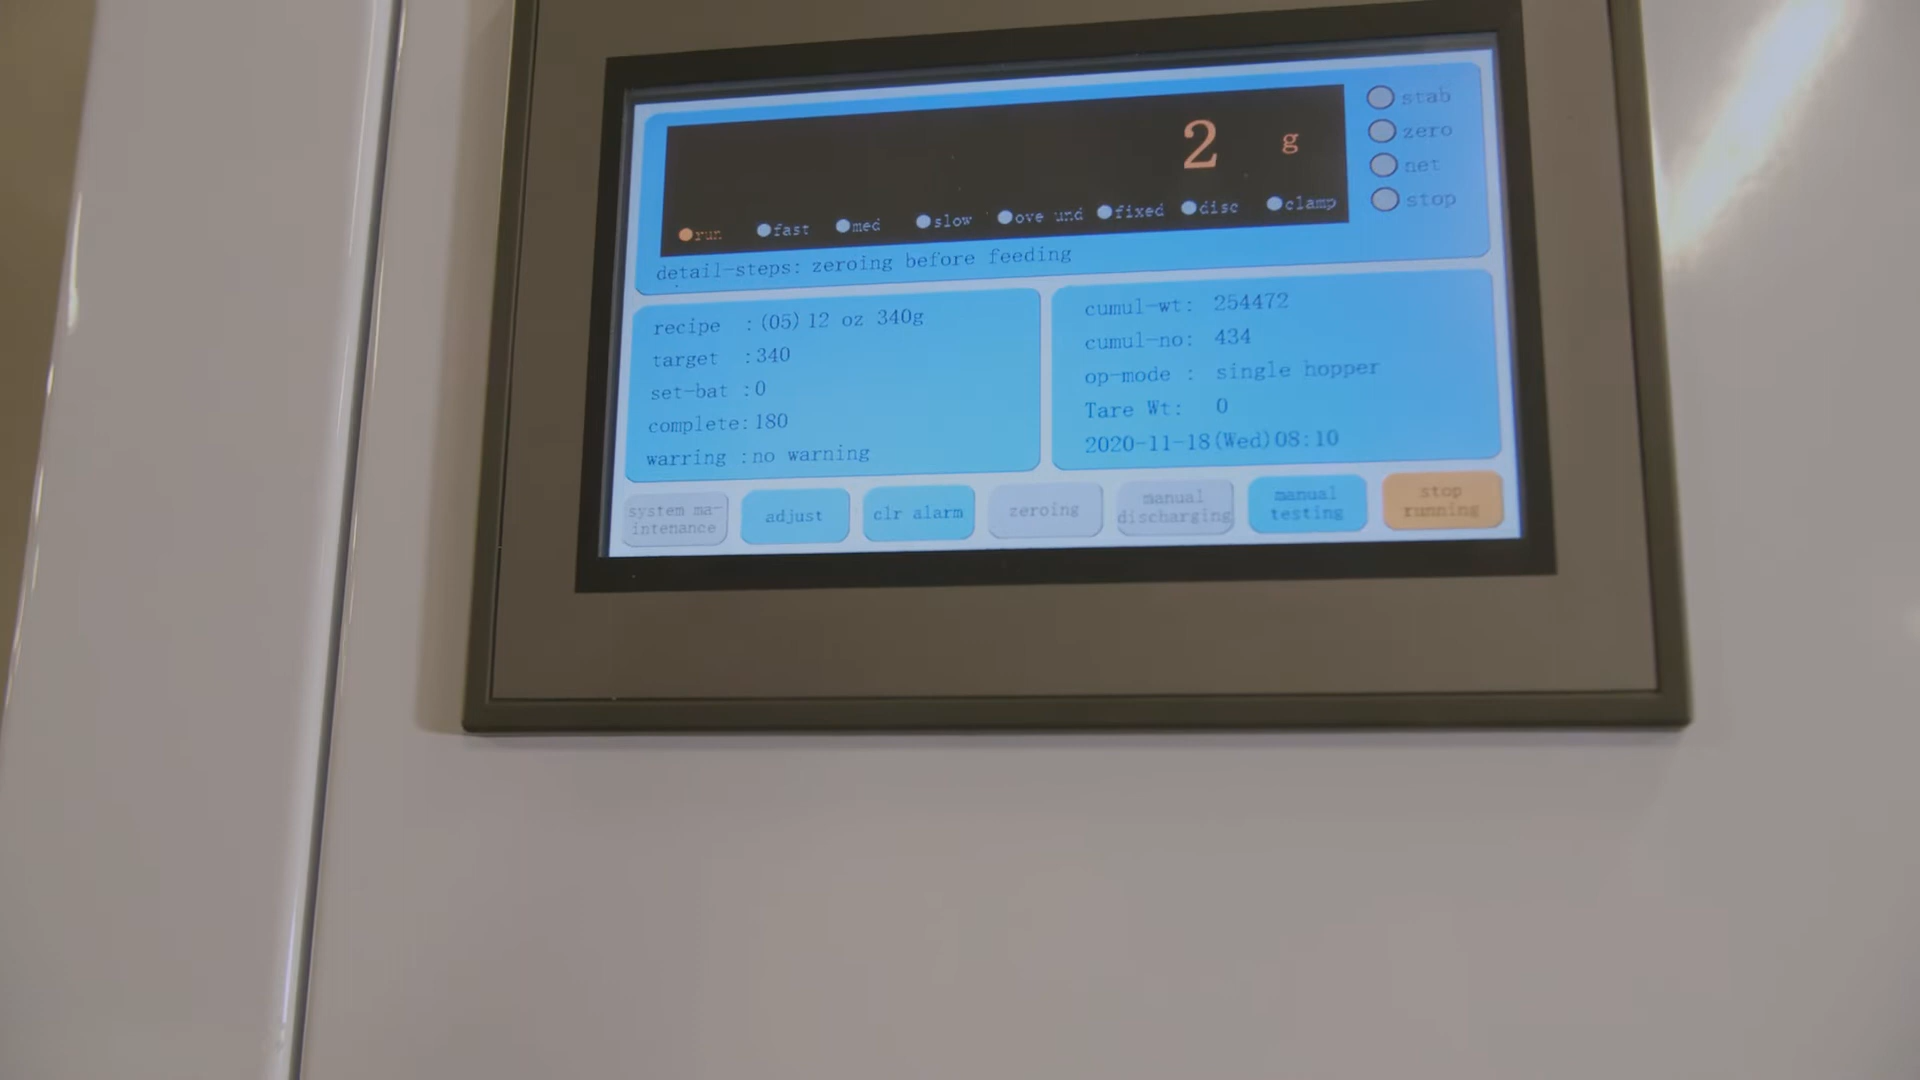 2 g
stab
zero
net
stop
run fast med slow ove und fixed disc clamp
detail-steps: zeroing before feeding
recipe :(05)12 oz 340g
target :340
set-bat :0
complete:180
warring :no warning
cumul-wt: 254472
cumul-no: 434
op-mode : single hopper
Tare Wt: 0
2020-11-18(Wed)08:10
system ma-
intenance
adjust
clr alarm
zeroing
manual
discharging
manual
testing
stop
running